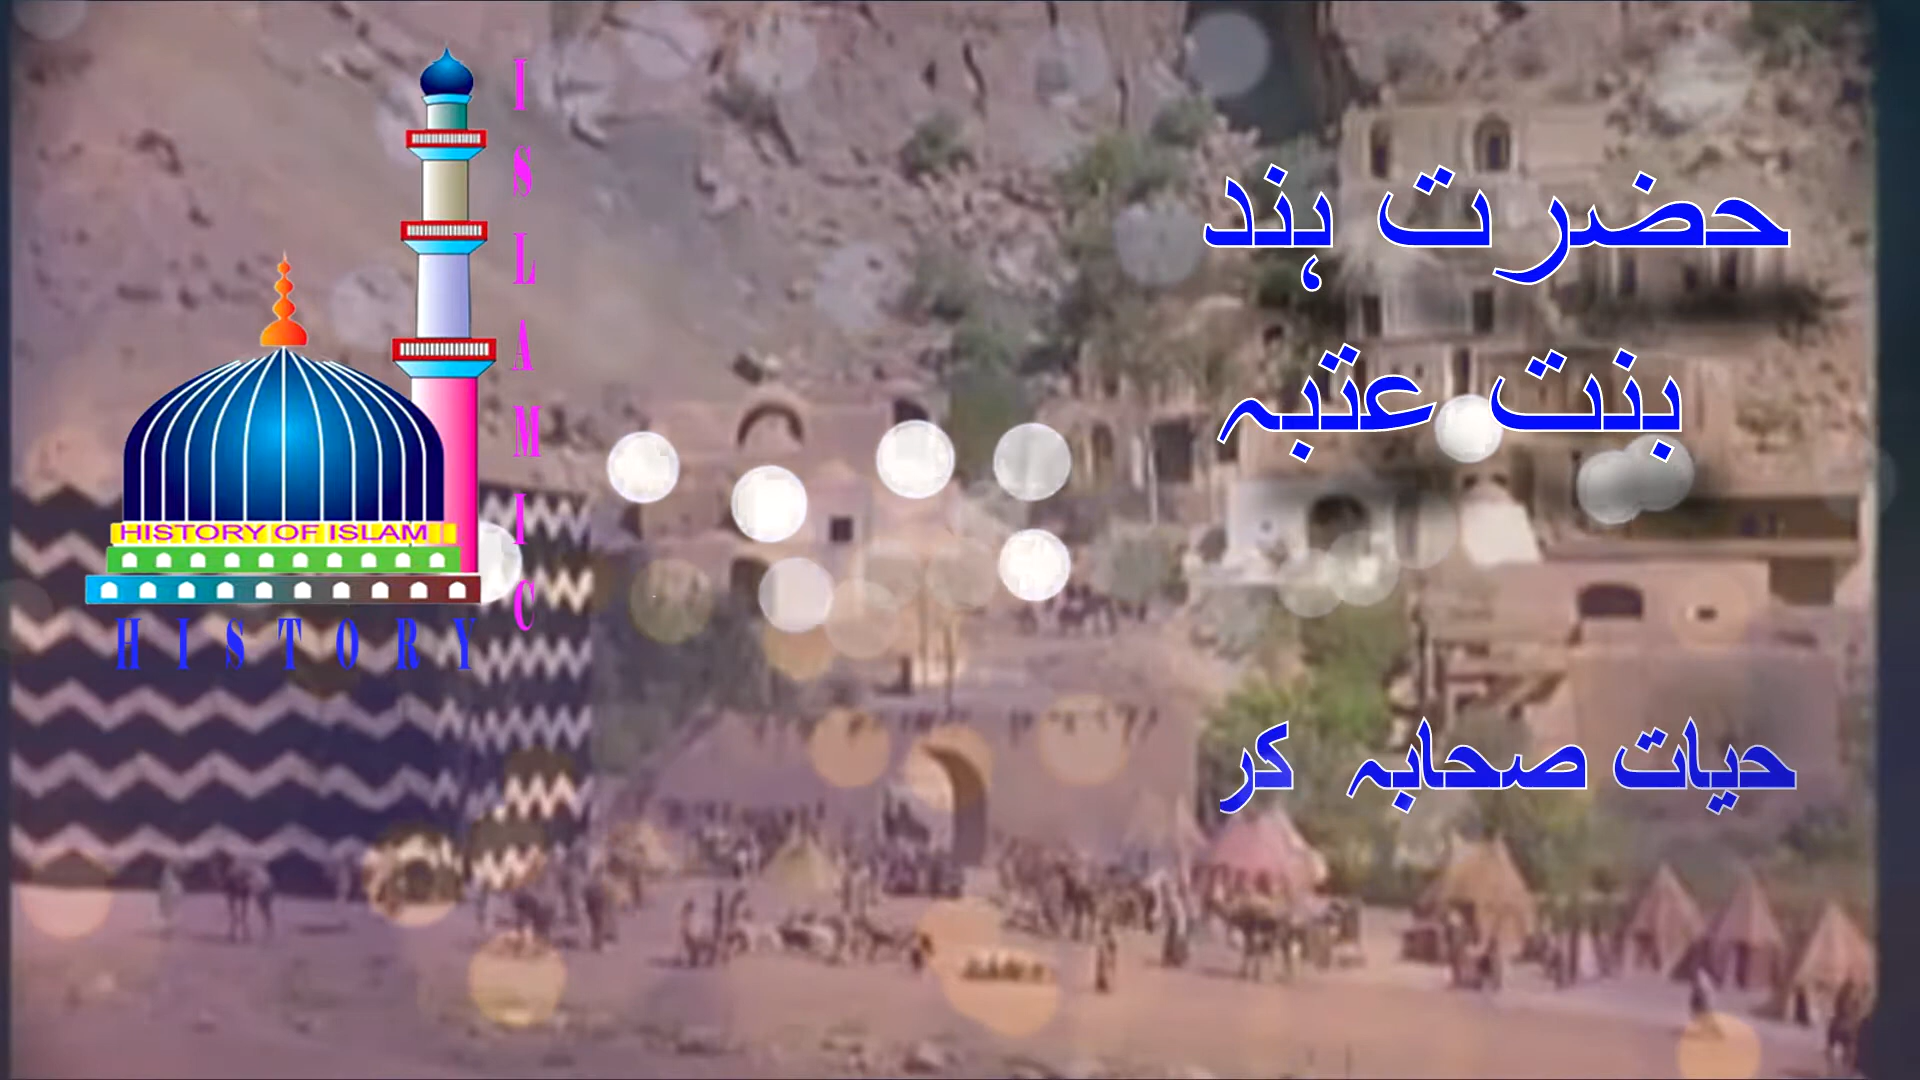 ISLAMIC
حضرت ہند
بنت عتبہ
HISTORY OF ISLAM
HISTORY
حیات صحابہ کر